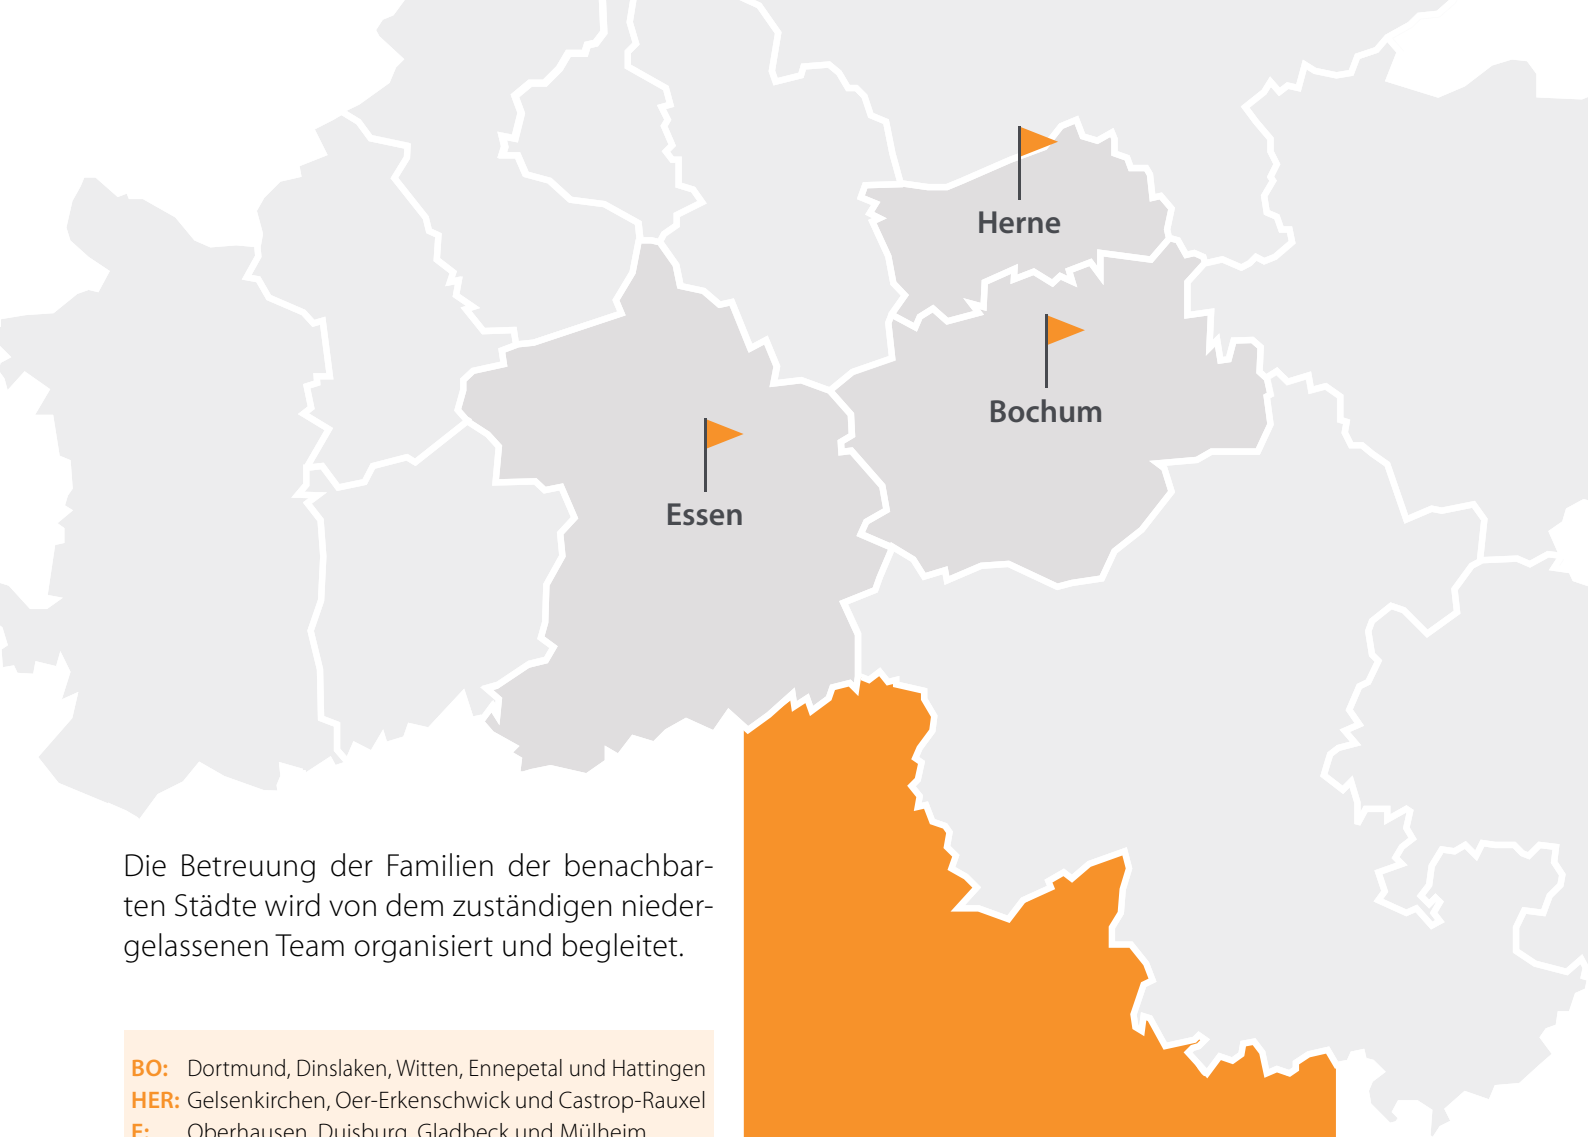 Herne
Bochum
Essen
Die Betreuung der Familien der benachbar-
ten Städte wird von dem zuständigen nieder-
gelassenen Team organisiert und begleitet.
BO: Dortmund, Dinslaken, Witten, Ennepetal und Hattingen
HER: Gelsenkirchen, Oer-Erkenschwick und Castrop-Rauxel
E: Oberhausen, Duisburg, Gladbeck und Mülheim